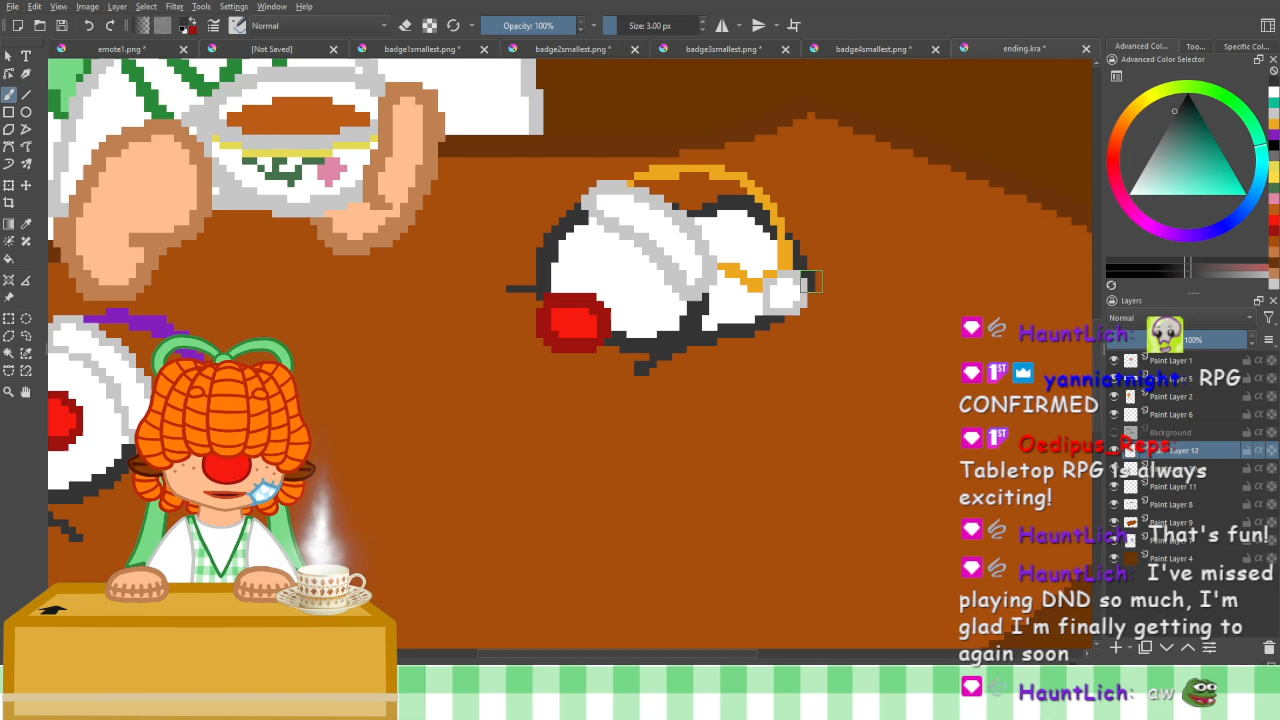 File Edit View Image Layer Select Filter Tools Settings Window Help
Normal Opacity: 100% Size: 3.00 px
emote1.png * [Not Saved] badge1smallest.png * badge2smallest.png * badge3smallest.png * badge4smallest.png * ending.kra *
Advanced Col... Too... Specific Col...
Advanced Color Selector
Layers
Normal
100%
Paint Layer 1
Paint Layer 2
Paint Layer 6
Background
Layer 12
Layer 11
Paint Layer 8
Paint Layer 9
Paint Layer 4
HauntLich:
yanniatnight: RPG
CONFIRMED
Oedipus_Reps:
Tabletop RPG is always
exciting!
HauntLich: That's fun!
HauntLich: I've missed
playing DND so much, I'm
glad I'm finally getting to
again soon
HauntLich: aw